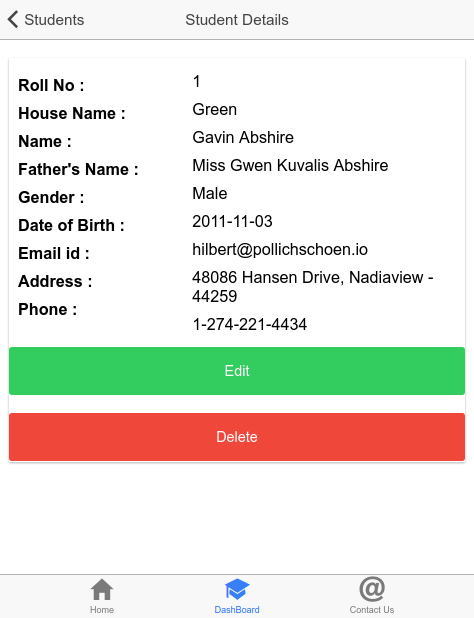 Students
Student Details
Roll No : 1
House Name : Green
Name : Gavin Abshire
Father's Name : Miss Gwen Kuvalis Abshire
Gender : Male
Date of Birth : 2011-11-03
Email id : hilbert@pollichschoen.io
Address : 48086 Hansen Drive, Nadiaview -
44259
Phone : 1-274-221-4434
Edit
Delete
Home
DashBoard
Contact Us